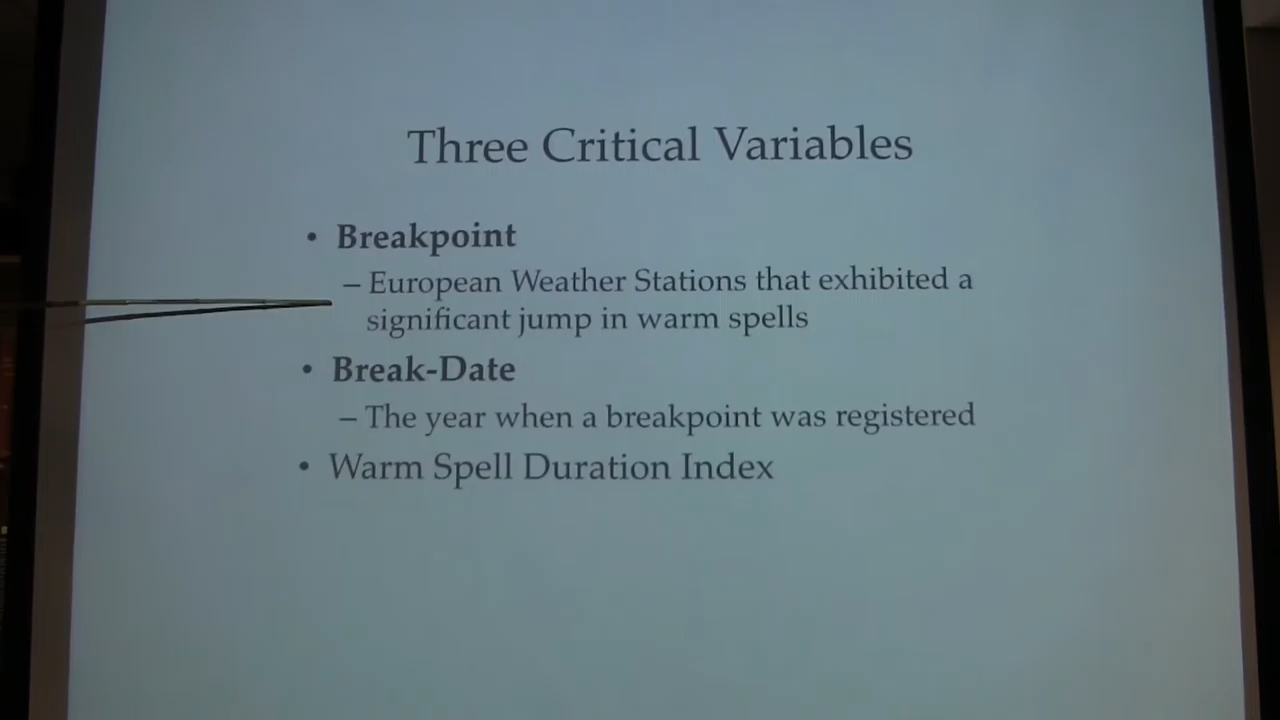 Three Critical Variables
• Breakpoint
– European Weather Stations that exhibited a
significant jump in warm spells
• Break-Date
– The year when a breakpoint was registered
• Warm Spell Duration Index